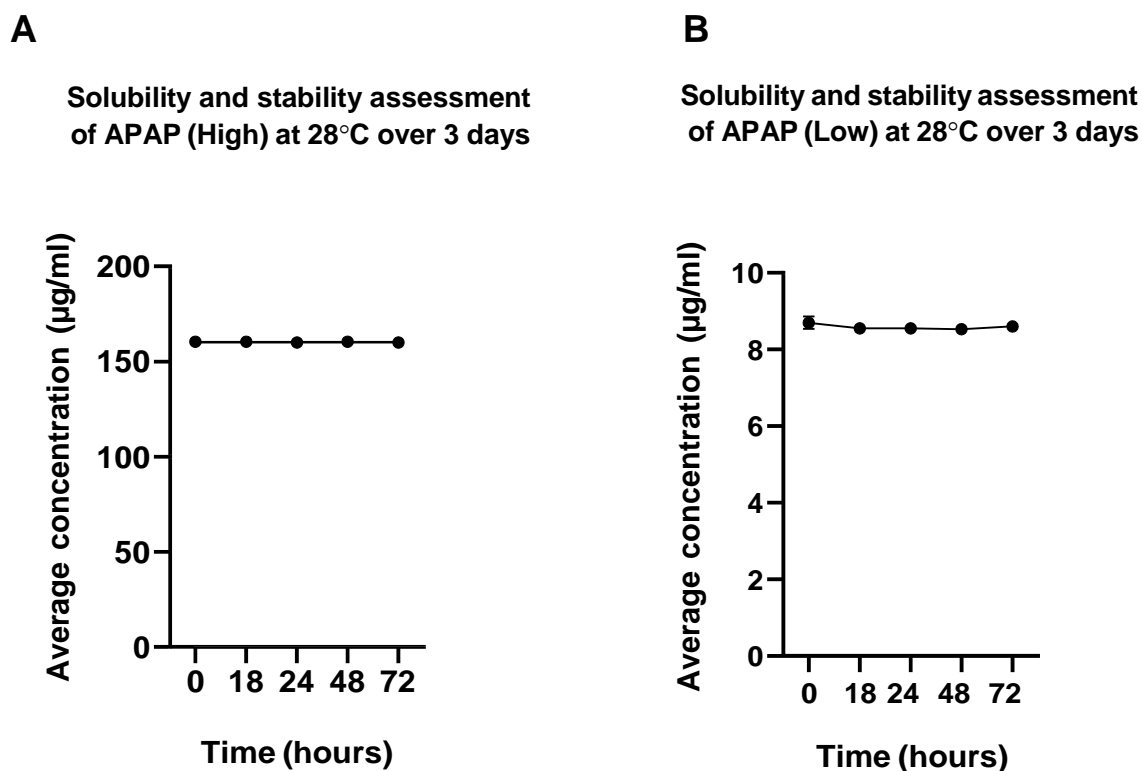 A
Solubility and stability assessment
of APAP (High) at 28°C over 3 days
Average concentration (µg/ml)
200
150
100
50
0
0 18 24 48 72
Time (hours)
B
Solubility and stability assessment
of APAP (Low) at 28°C over 3 days
Average concentration (µg/ml)
10
8
6
4
2
0
0 18 24 48 72
Time (hours)